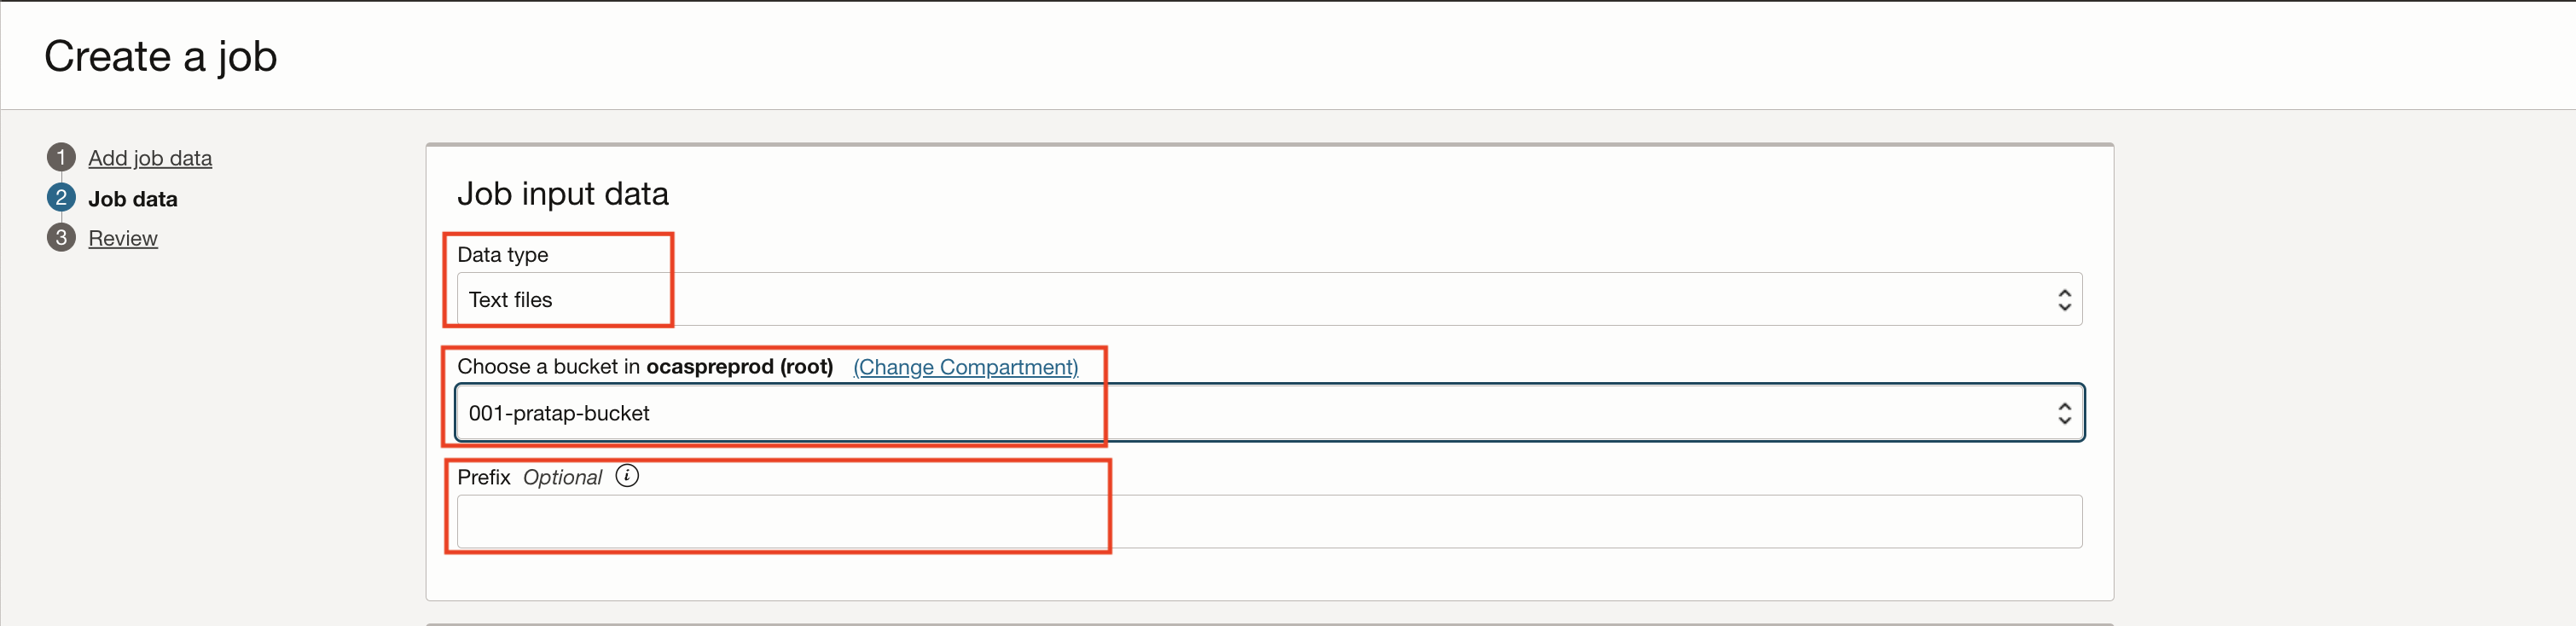 Create a job
1 Add job data
2 Job data
3 Review
Job input data
Data type
Text files
Choose a bucket in ocaspreprod (root) (Change Compartment)
001-pratap-bucket
Prefix Optional i